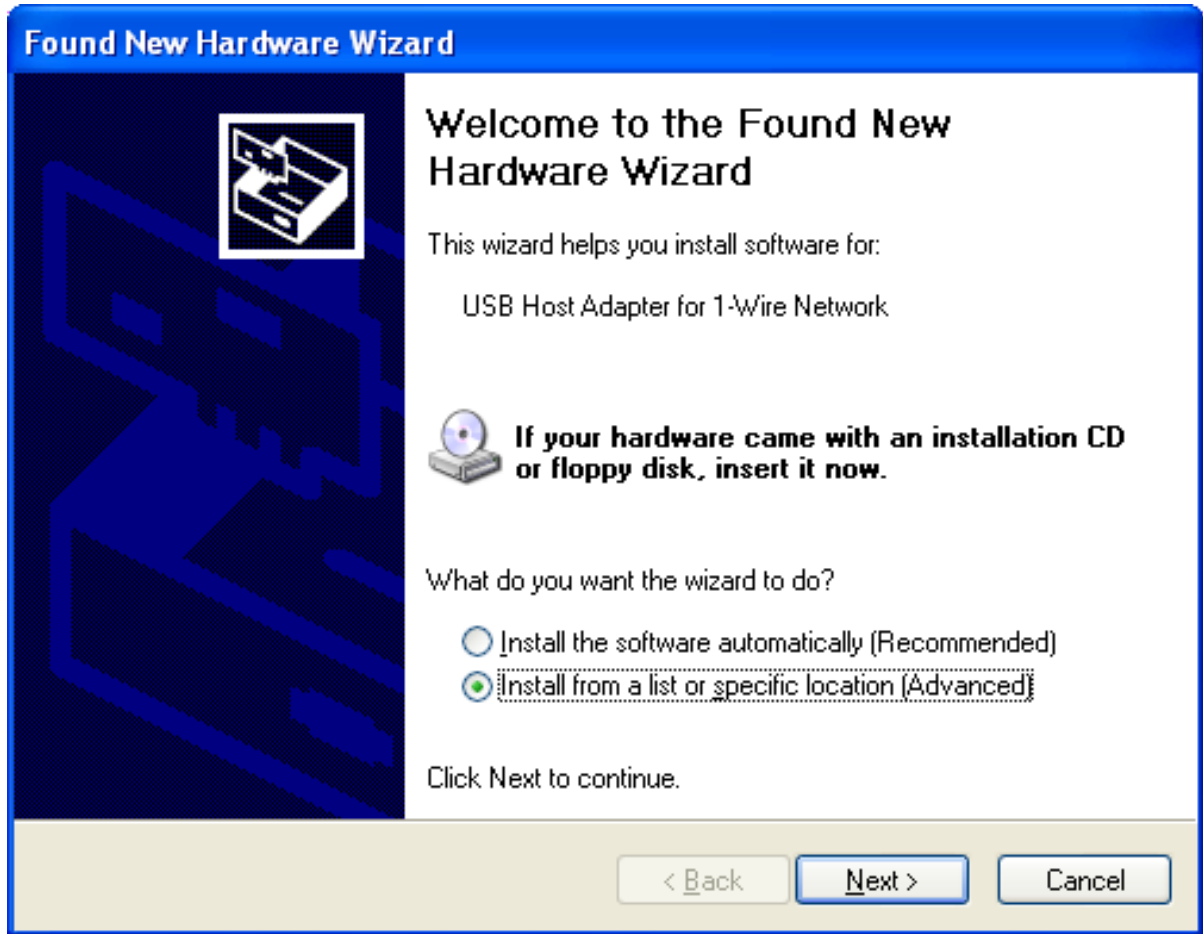 Found New Hardware Wizard
Welcome to the Found New
Hardware Wizard
This wizard helps you install software for:
USB Host Adapter for 1-Wire Network
If your hardware came with an installation CD
or floppy disk, insert it now.
What do you want the wizard to do?
Install the software automatically (Recommended)
Install from a list or specific location (Advanced)
Click Next to continue.
< Back Next > Cancel